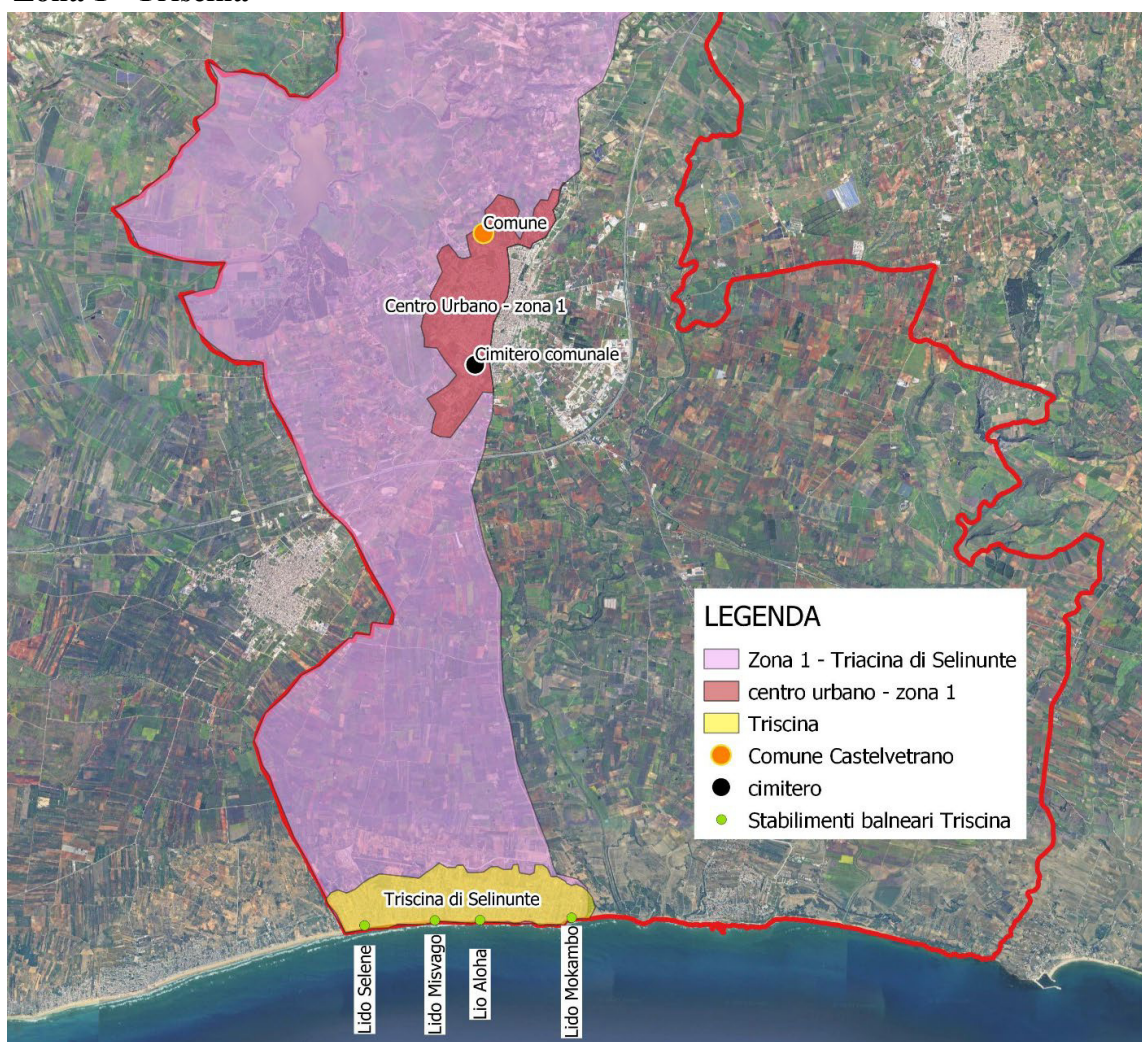 Zona 1 - Trischia
Comune
Centro Urbano - zona 1
Cimitero comunale
LEGENDA
Zona 1 - Triacina di Selinunte
centro urbano - zona 1
Triscina
Comune Castelvetrano
cimitero
Stabilimenti balneari Triscina
Triscina di Selinunte
Lido Selene
Lido Misvago
Lio Aloha
Lido Mokambo